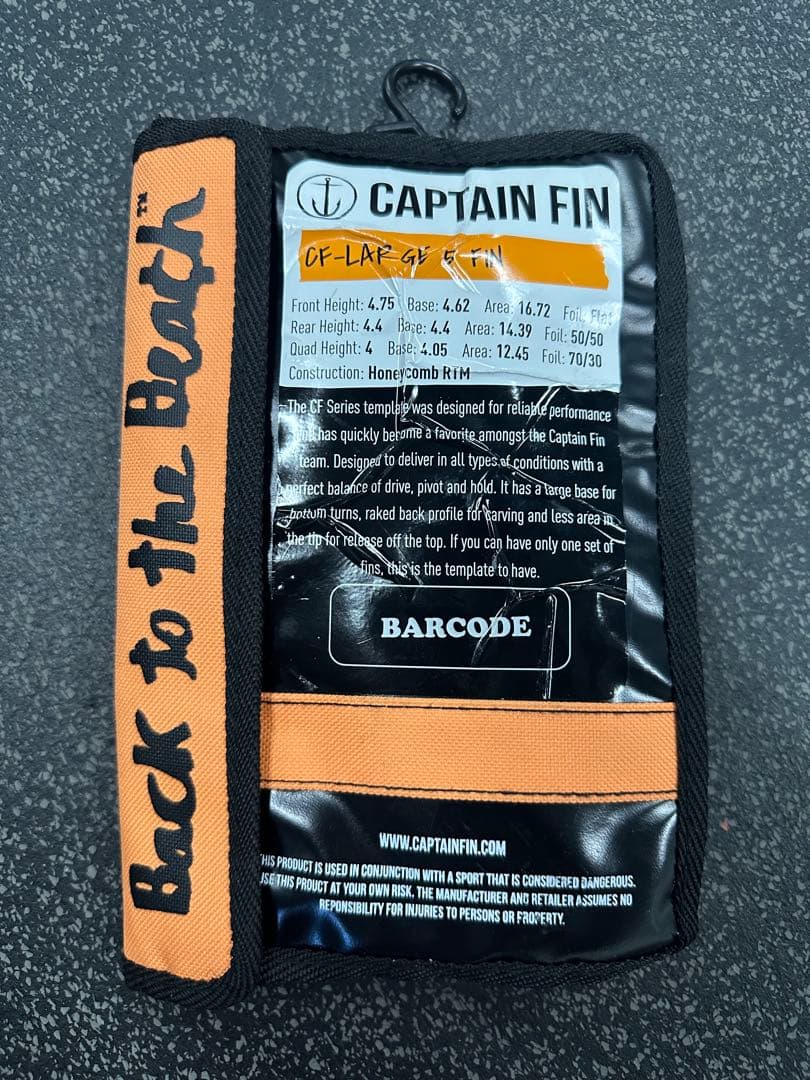 Back to the Beach™
CAPTAIN FIN
CF-LARGE 5 FIN
Front Height: 4.75 Base: 4.62 Area: 16.72 Foil: Flat
Rear Height: 4.4 Base: 4.4 Area: 14.39 Foil: 50/50
Quad Height: 4 Base: 4.05 Area: 12.45 Foil: 70/30
Construction: Honeycomb RTM
The CF Series template was designed for reliable performance
has quickly become a favorite amongst the Captain Fin
team. Designed to deliver in all types of conditions with a
perfect balance of drive, pivot and hold. It has a large base for
bottom turns, raked back profile for carving and less area in
the tip for release off the top. If you can have only one set of
fins, this is the template to have.
BARCODE
WWW.CAPTAINFIN.COM
THIS PRODUCT IS USED IN CONJUNCTION WITH A SPORT THAT IS CONSIDERED DANGEROUS.
USE THIS PROUCT AT YOUR OWN RISK. THE MANUFACTURER AND RETAILER ASSUMES NO
REPONSIBILITY FOR INJURIES TO PERSONS OR PROPERTY.